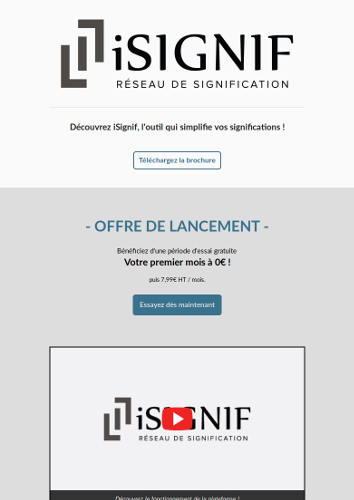 iSIGNIF
RÉSEAU DE SIGNIFICATION
Découvrez iSignif, l'outil qui simplifie vos significations !
Téléchargez la brochure
- OFFRE DE LANCEMENT -
Bénéficiez d'une période d'essai gratuite
Votre premier mois à 0€ !
puis 7,99€ HT / mois.
Essayez dès maintenant
iSIGNIF
RÉSEAU DE SIGNIFICATION
Découvrez le fonctionnement de la plateforme !